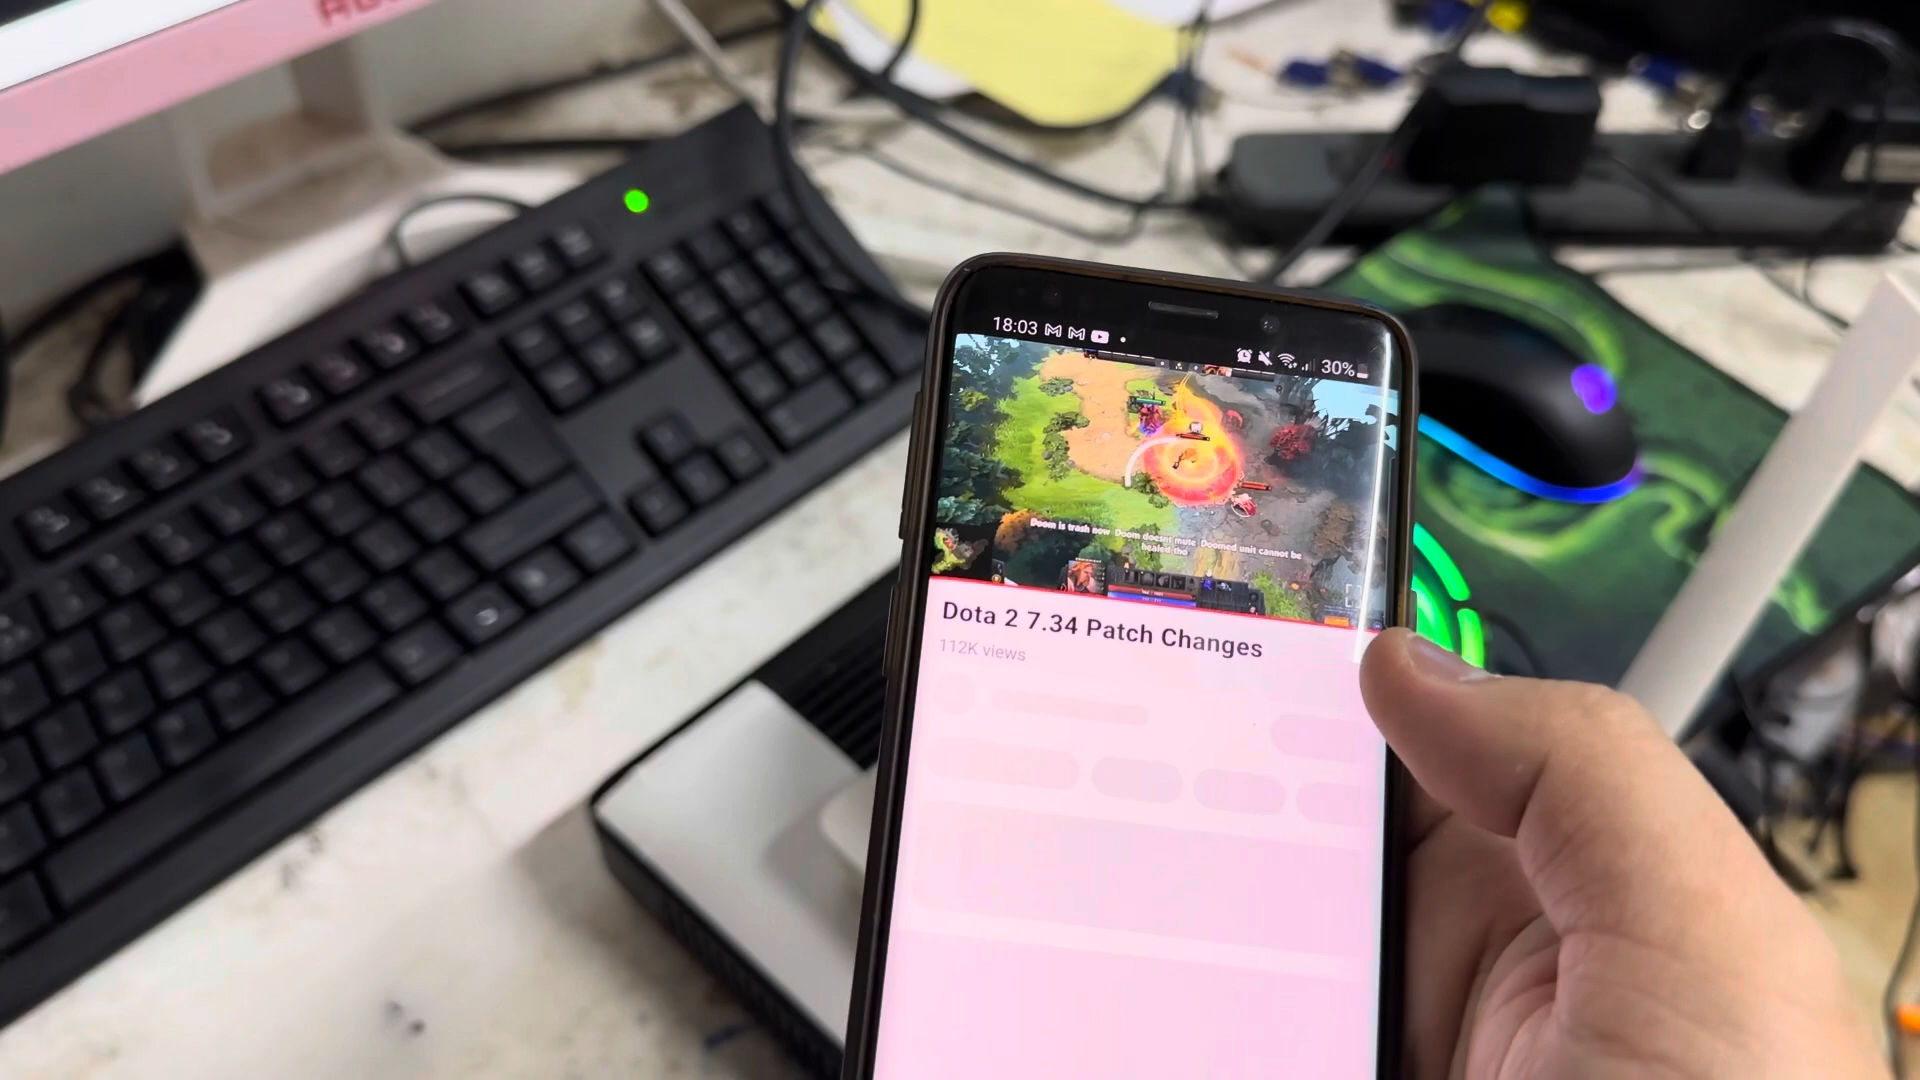 18:03
30%
Doom is trash now Doom doesnt mute Doomed unit cannot be
healed tho
Dota 2 7.34 Patch Changes
112K views